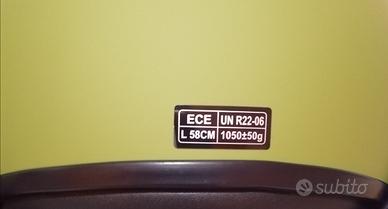 ECE UN R22-06
L 58CM 1050±50g
subito